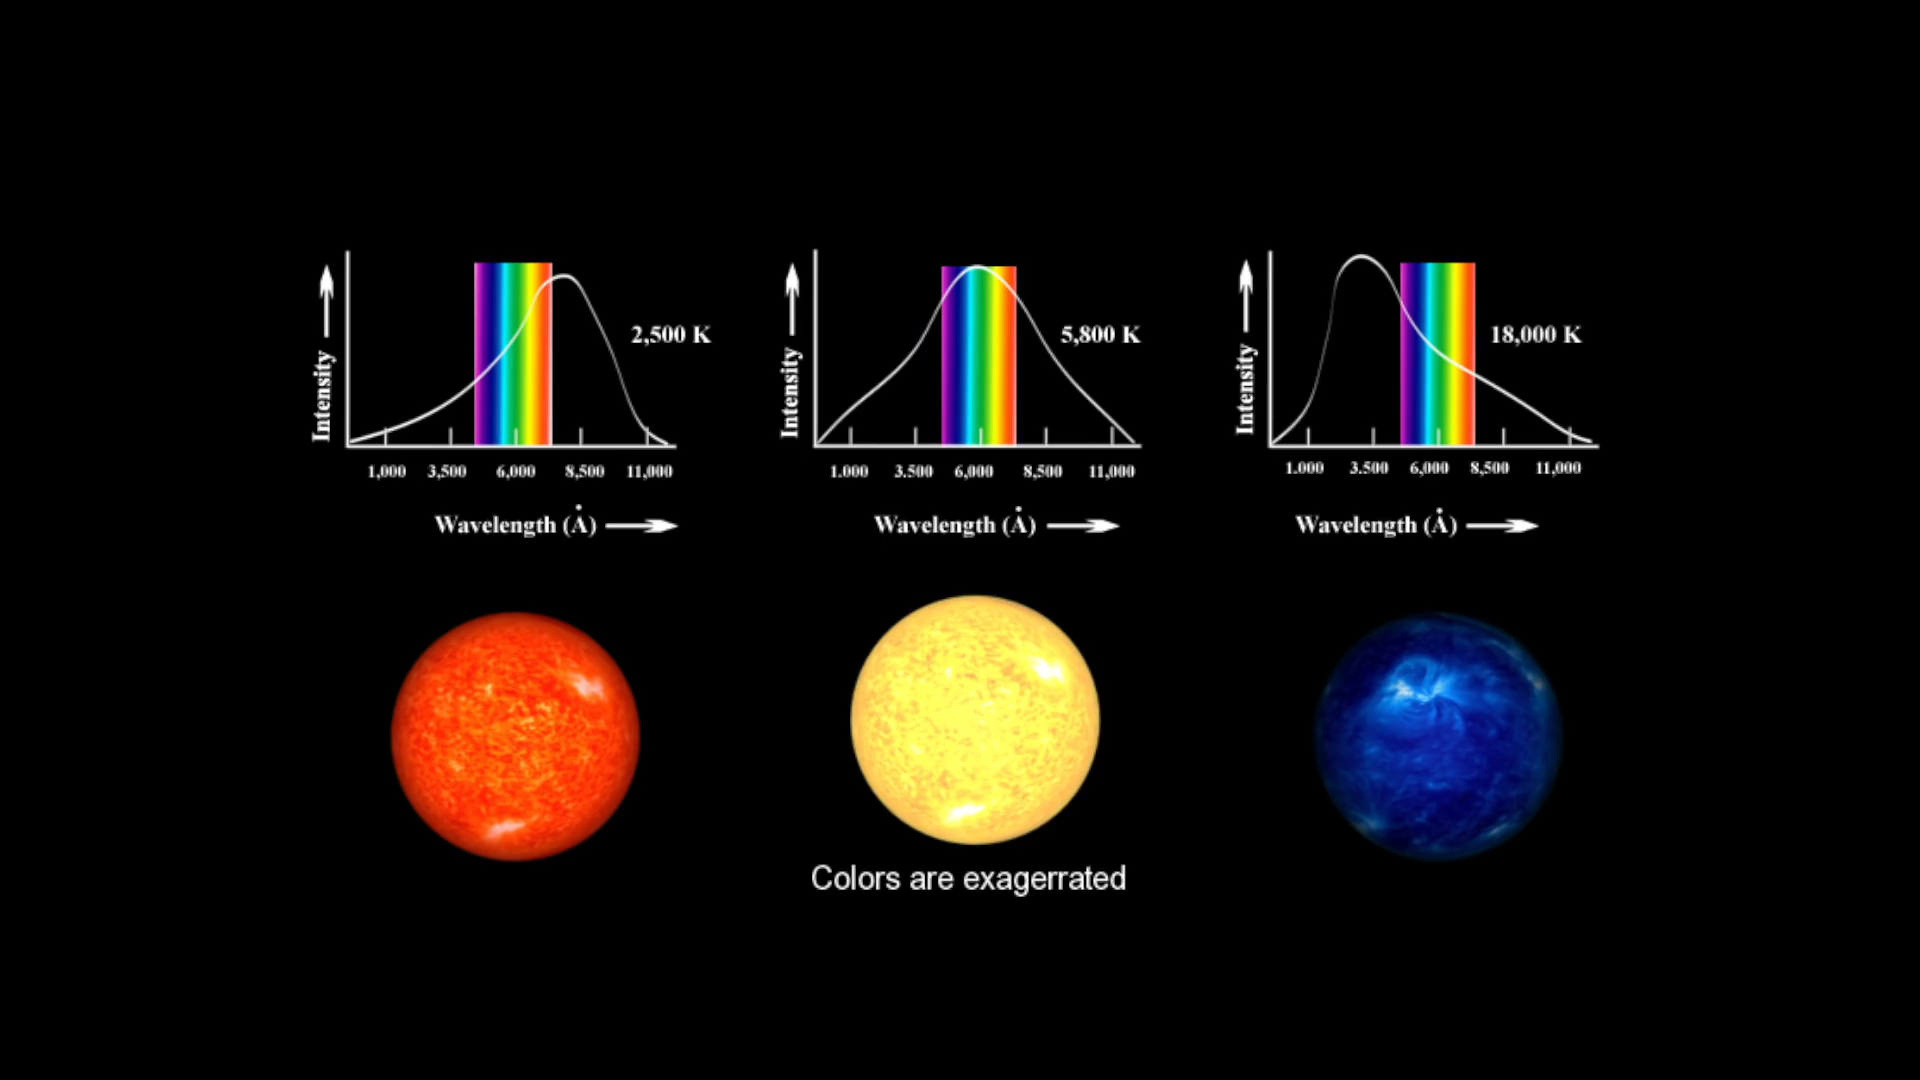 Intensity
2,500 K
1,000 3,500 6,000 8,500 11,000
Wavelength (Å)
Intensity
5,800 K
1.000 3.500 6,000 8,500 11,000
Wavelength (Å)
Intensity
18,000 K
1.000 3.500 6,000 8,500 11,000
Wavelength (Å)
Colors are exagerrated